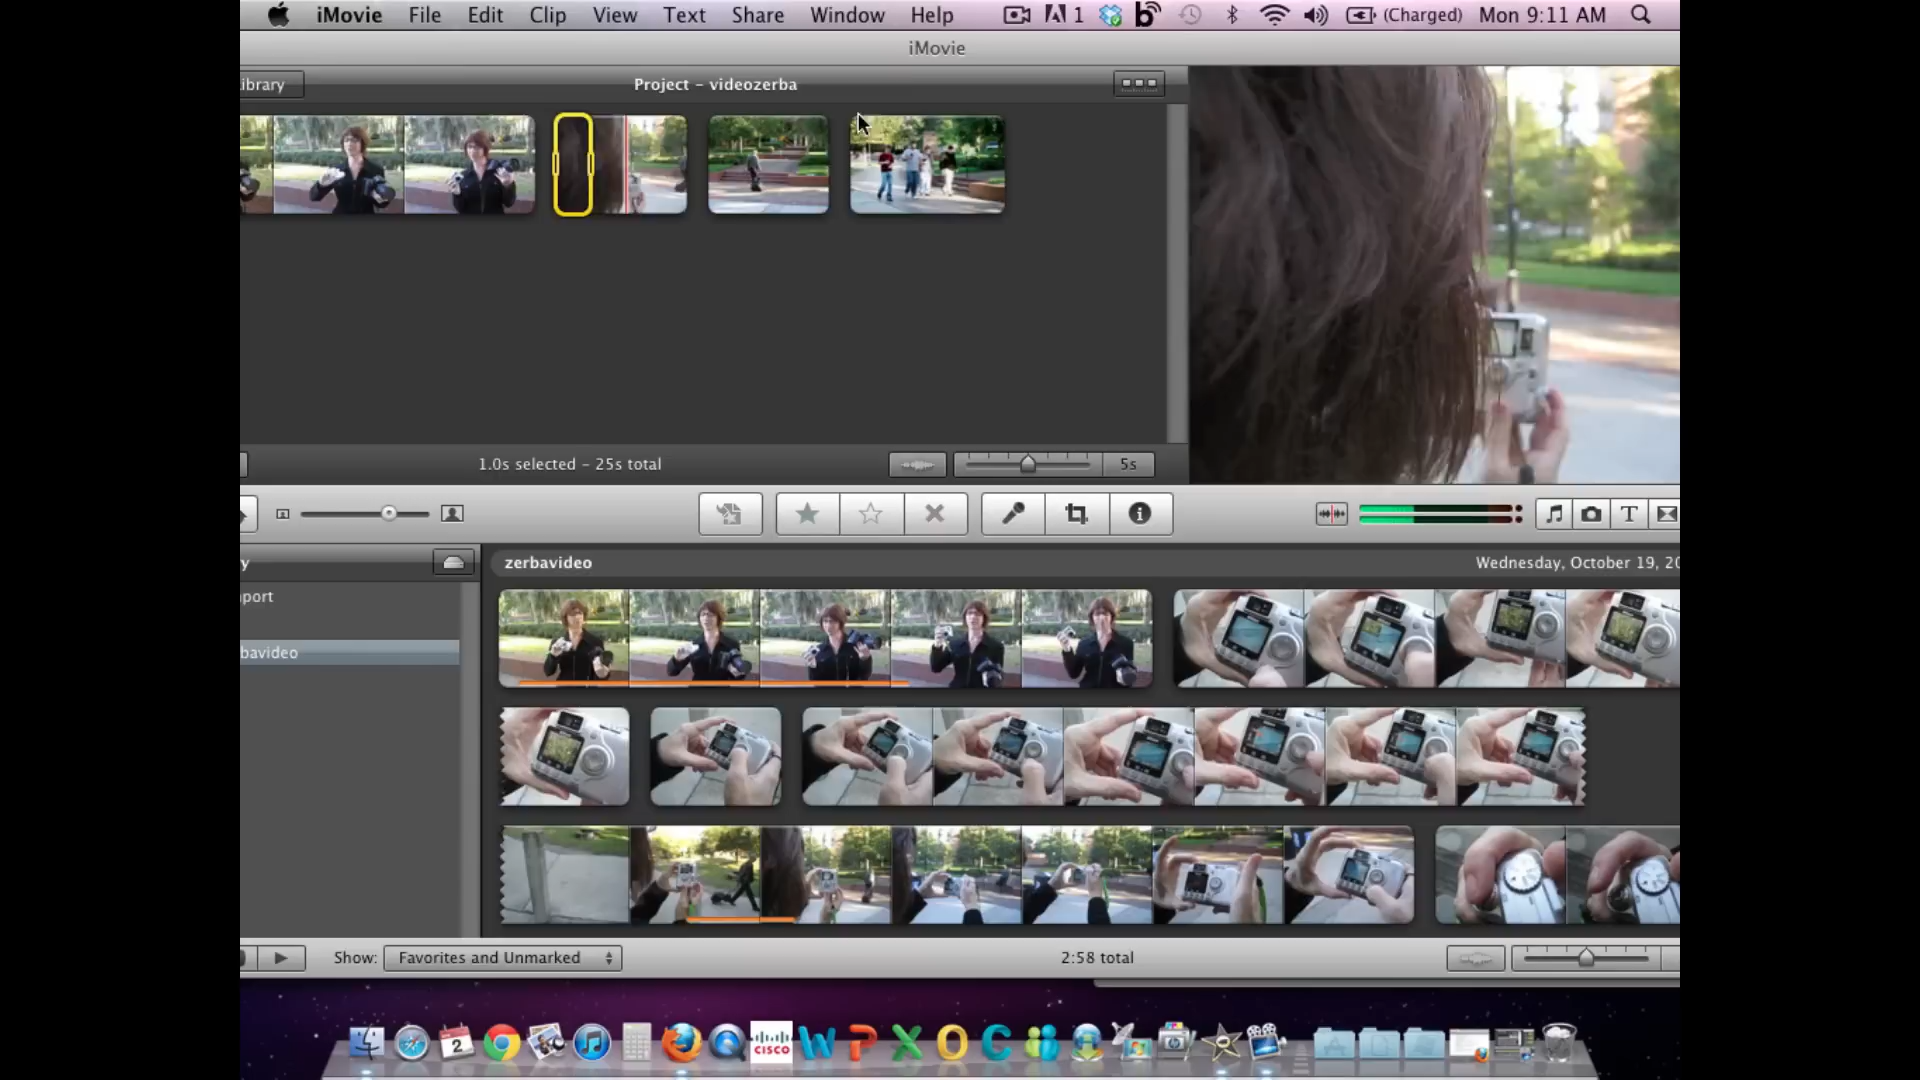 iMovie File Edit Clip View Text Share Window Help 1 (Charged) Mon 9:11 AM
iMovie
ibrary Project - videozerba
1.0s selected - 25s total 5s
y zerbavideo Wednesday, October 19, 20
port
bavideo
Show: Favorites and Unmarked 2:58 total
2 CISCO W P X O C